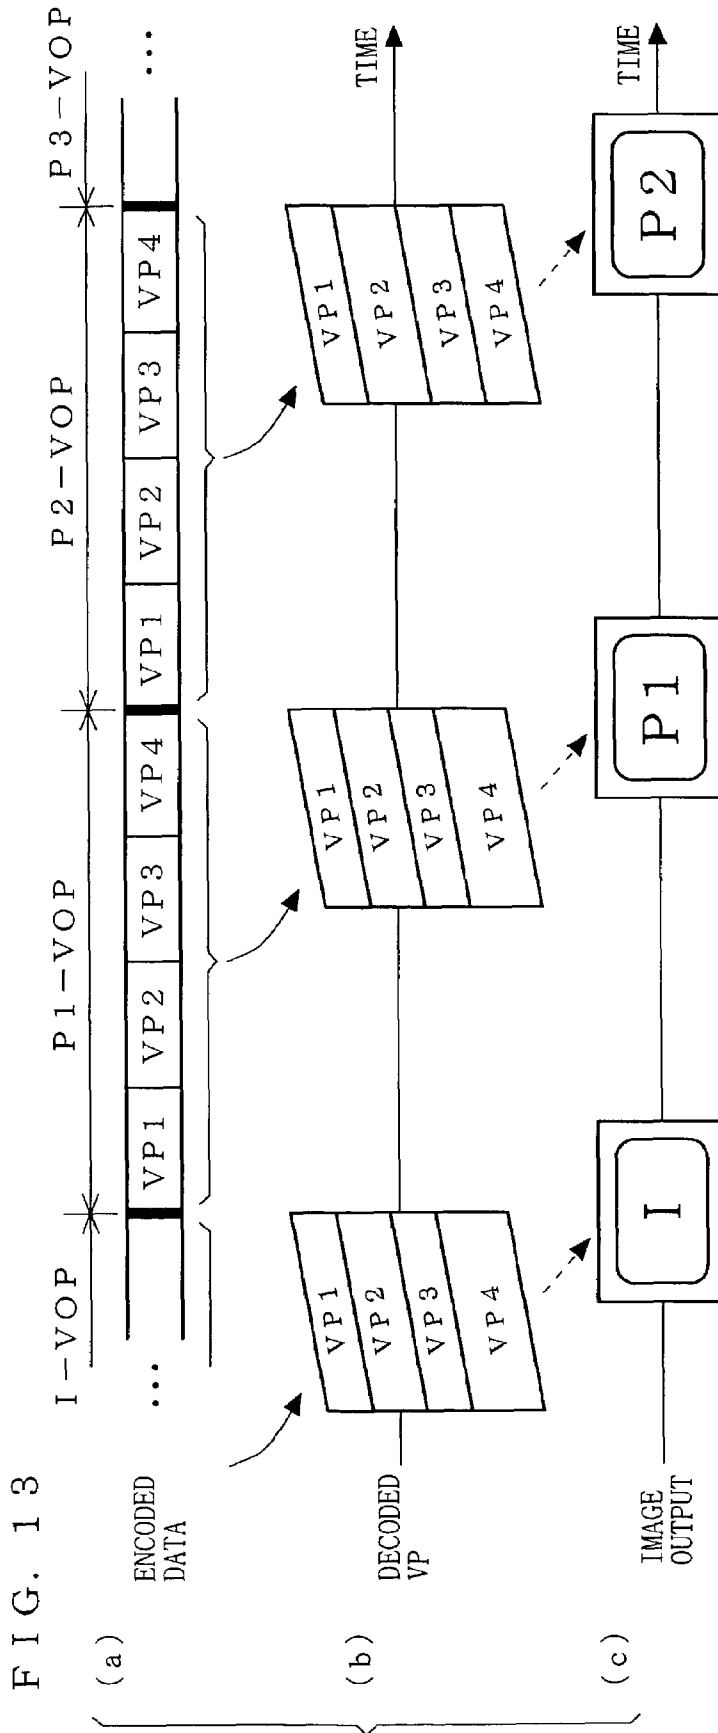 FIG. 13
(a)
ENCODED
DATA
I-VOP
P1-VOP
P2-VOP
P3-VOP
...
VP1
VP2
VP3
VP4
VP1
VP2
VP3
VP4
...
(b)
DECODED
VP
VP1
VP2
VP3
VP4
VP1
VP2
VP3
VP4
VP1
VP2
VP3
VP4
TIME
(c)
IMAGE
OUTPUT
I
P1
P2
TIME